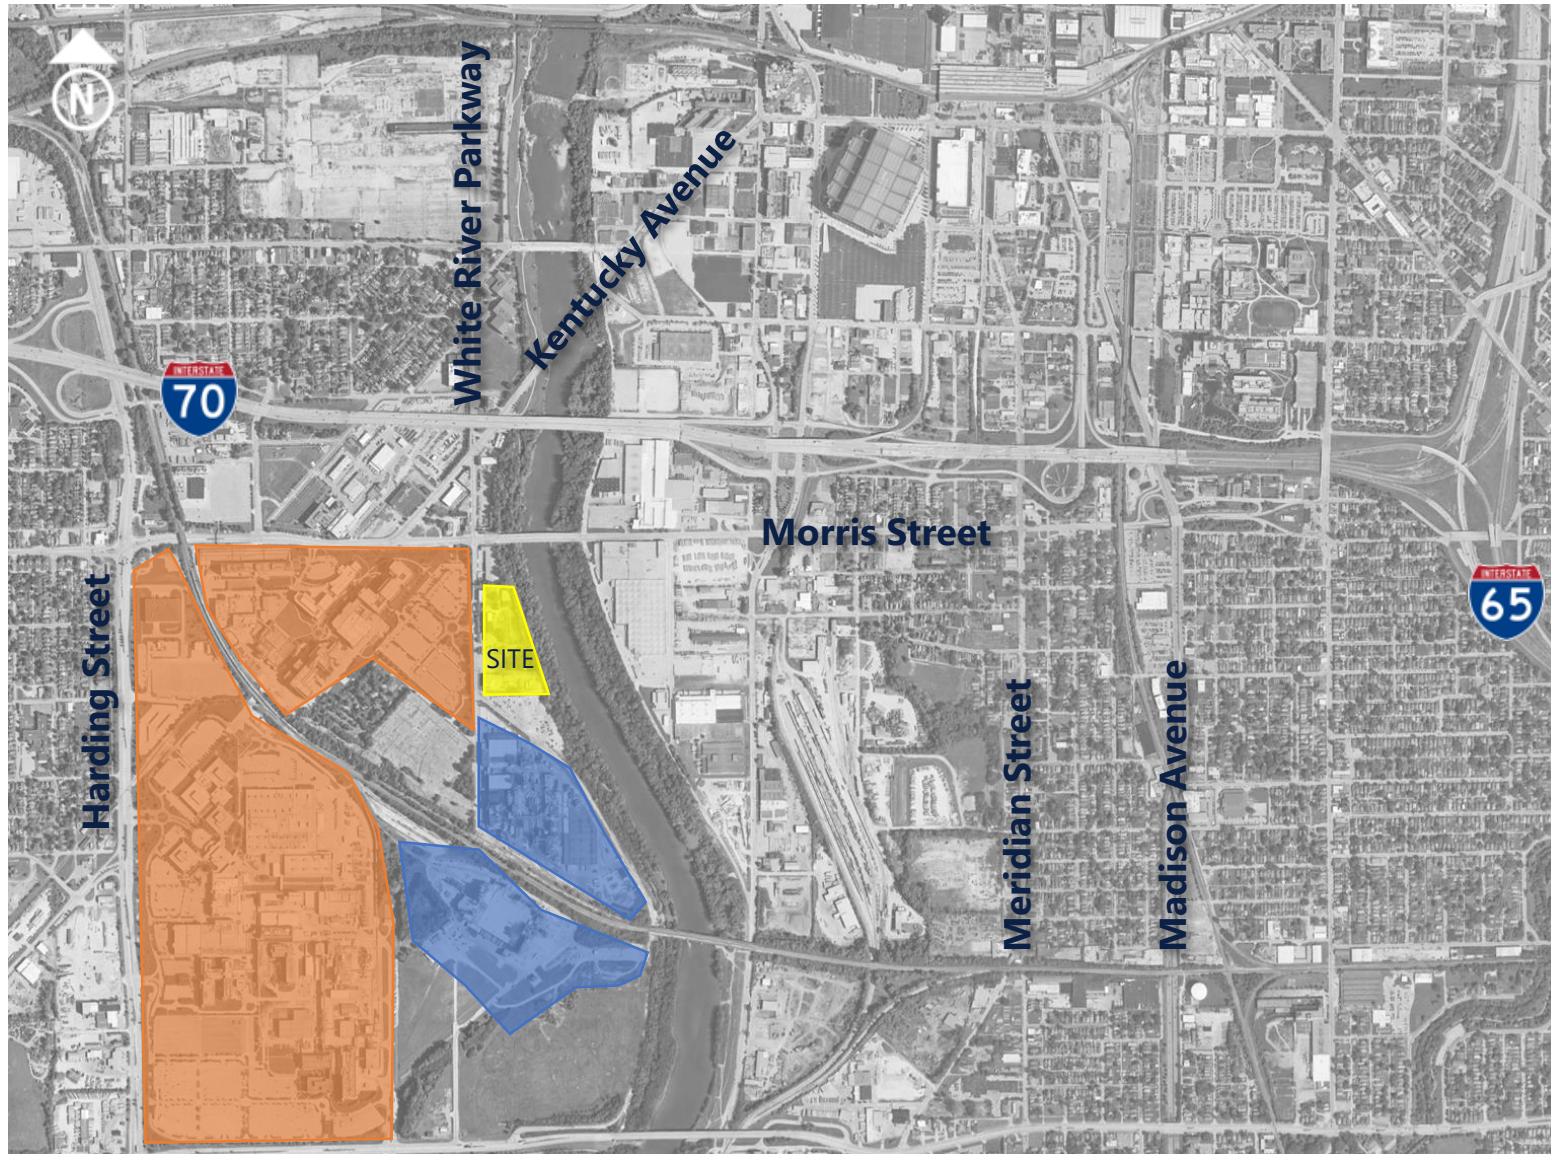 N
White River Parkway
Kentucky Avenue
INTERSTATE
70
Morris Street
Harding Street
SITE
INTERSTATE
65
Meridian Street
Madison Avenue